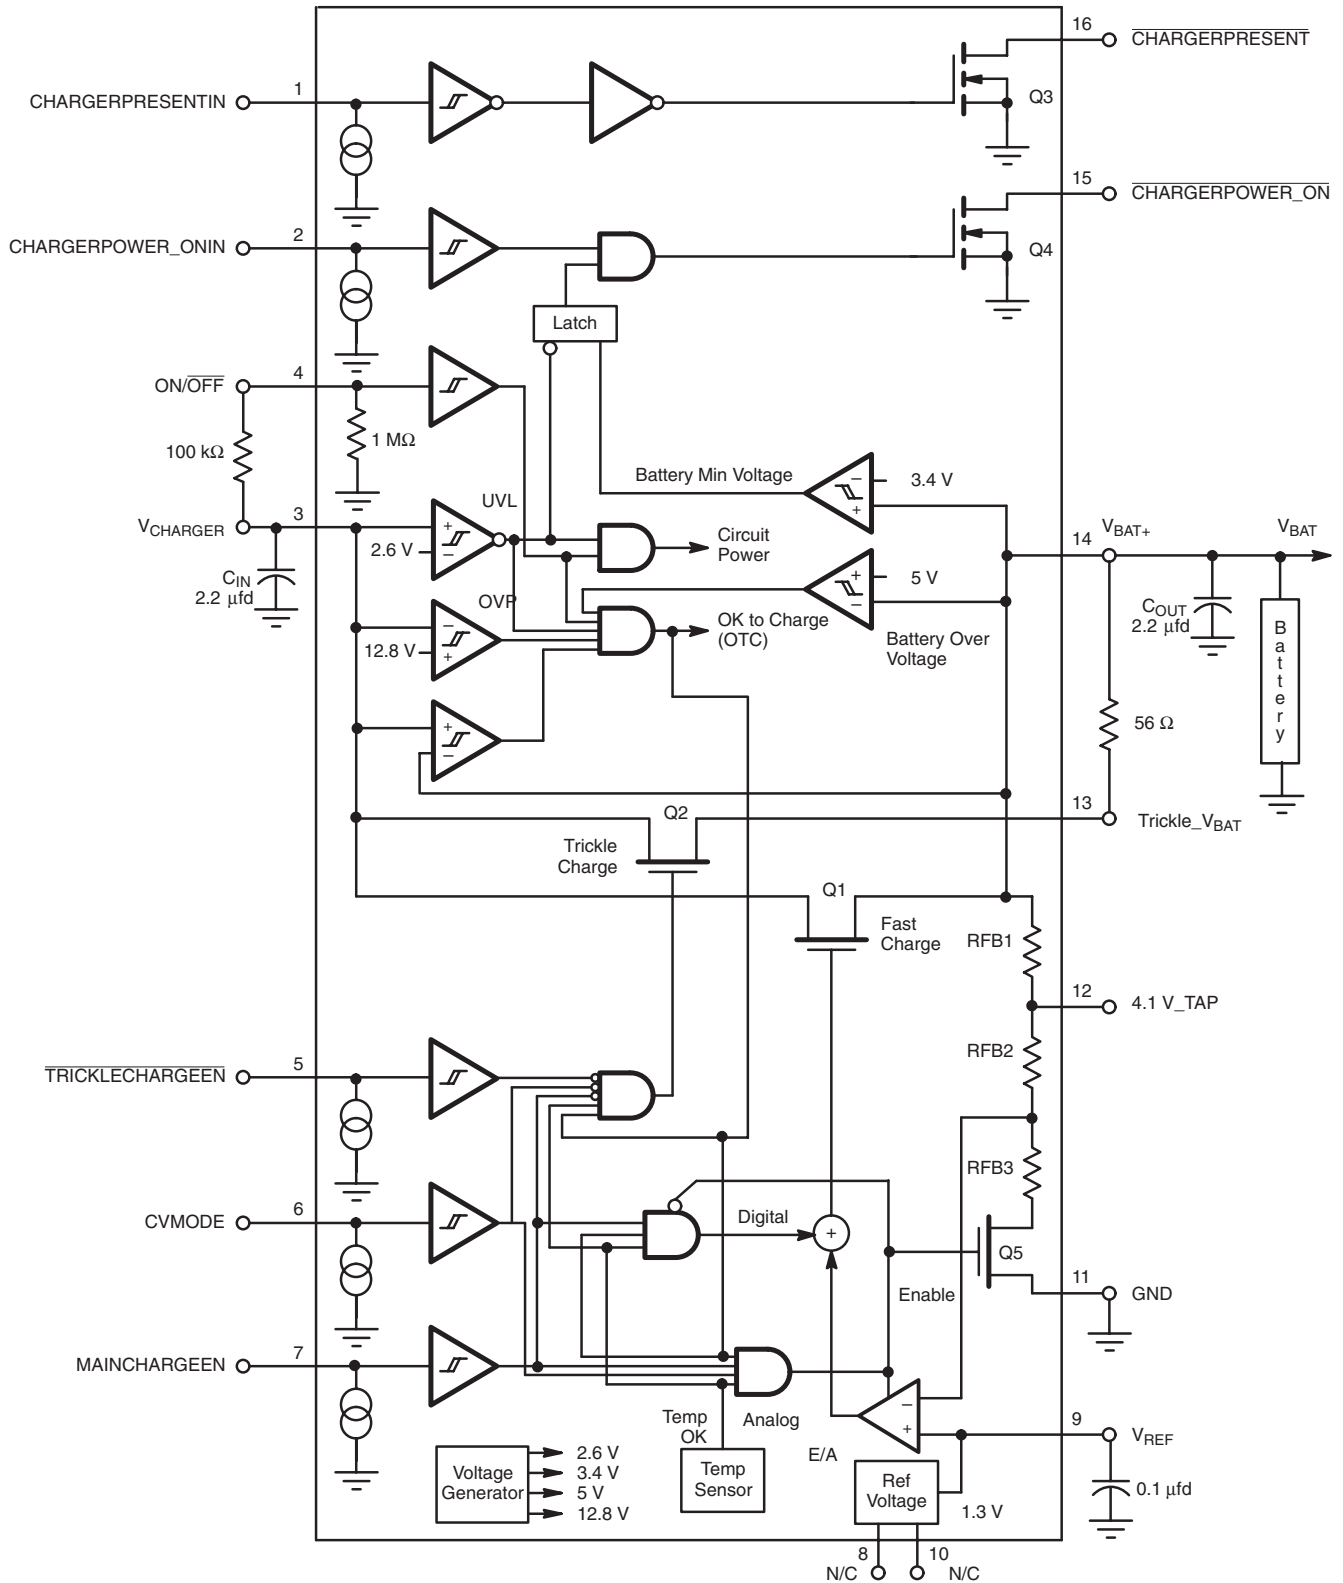 16
CHARGERPRESENT
1
CHARGERPRESENTIN
Q3
15
CHARGERPOWER_ON
2
CHARGERPOWER_ONIN
Q4
Latch
4
ON/OFF
1 MΩ
100 kΩ
Battery Min Voltage
−
3.4 V
+
UVL
3
VCHARGER
+
2.6 V
−
Circuit
Power
14
VBAT+
VBAT
CIN
2.2 μfd
+
5 V
−
OVP
−
12.8 V
+
OK to Charge
(OTC)
Battery Over
Voltage
COUT
2.2 μfd
Battery
+
−
56 Ω
13
Trickle_VBAT
Q2
Trickle
Charge
Q1
Fast
Charge
RFB1
12
4.1 V_TAP
RFB2
5
TRICKLECHARGEEN
RFB3
6
CVMODE
Digital
+
Q5
11
GND
Enable
7
MAINCHARGEEN
Temp
OK
Analog
−
+
E/A
9
VREF
0.1 μfd
Voltage
Generator
2.6 V
3.4 V
5 V
12.8 V
Temp
Sensor
Ref
Voltage
1.3 V
8
10
N/C
N/C